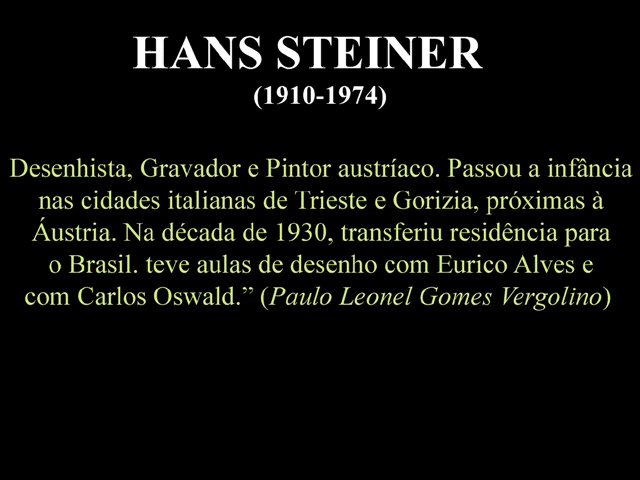 HANS STEINER
(1910-1974)
Desenhista, Gravador e Pintor austríaco. Passou a infância
nas cidades italianas de Trieste e Gorizia, próximas à
Áustria. Na década de 1930, transferiu residência para
o Brasil. teve aulas de desenho com Eurico Alves e
com Carlos Oswald.” (Paulo Leonel Gomes Vergolino)